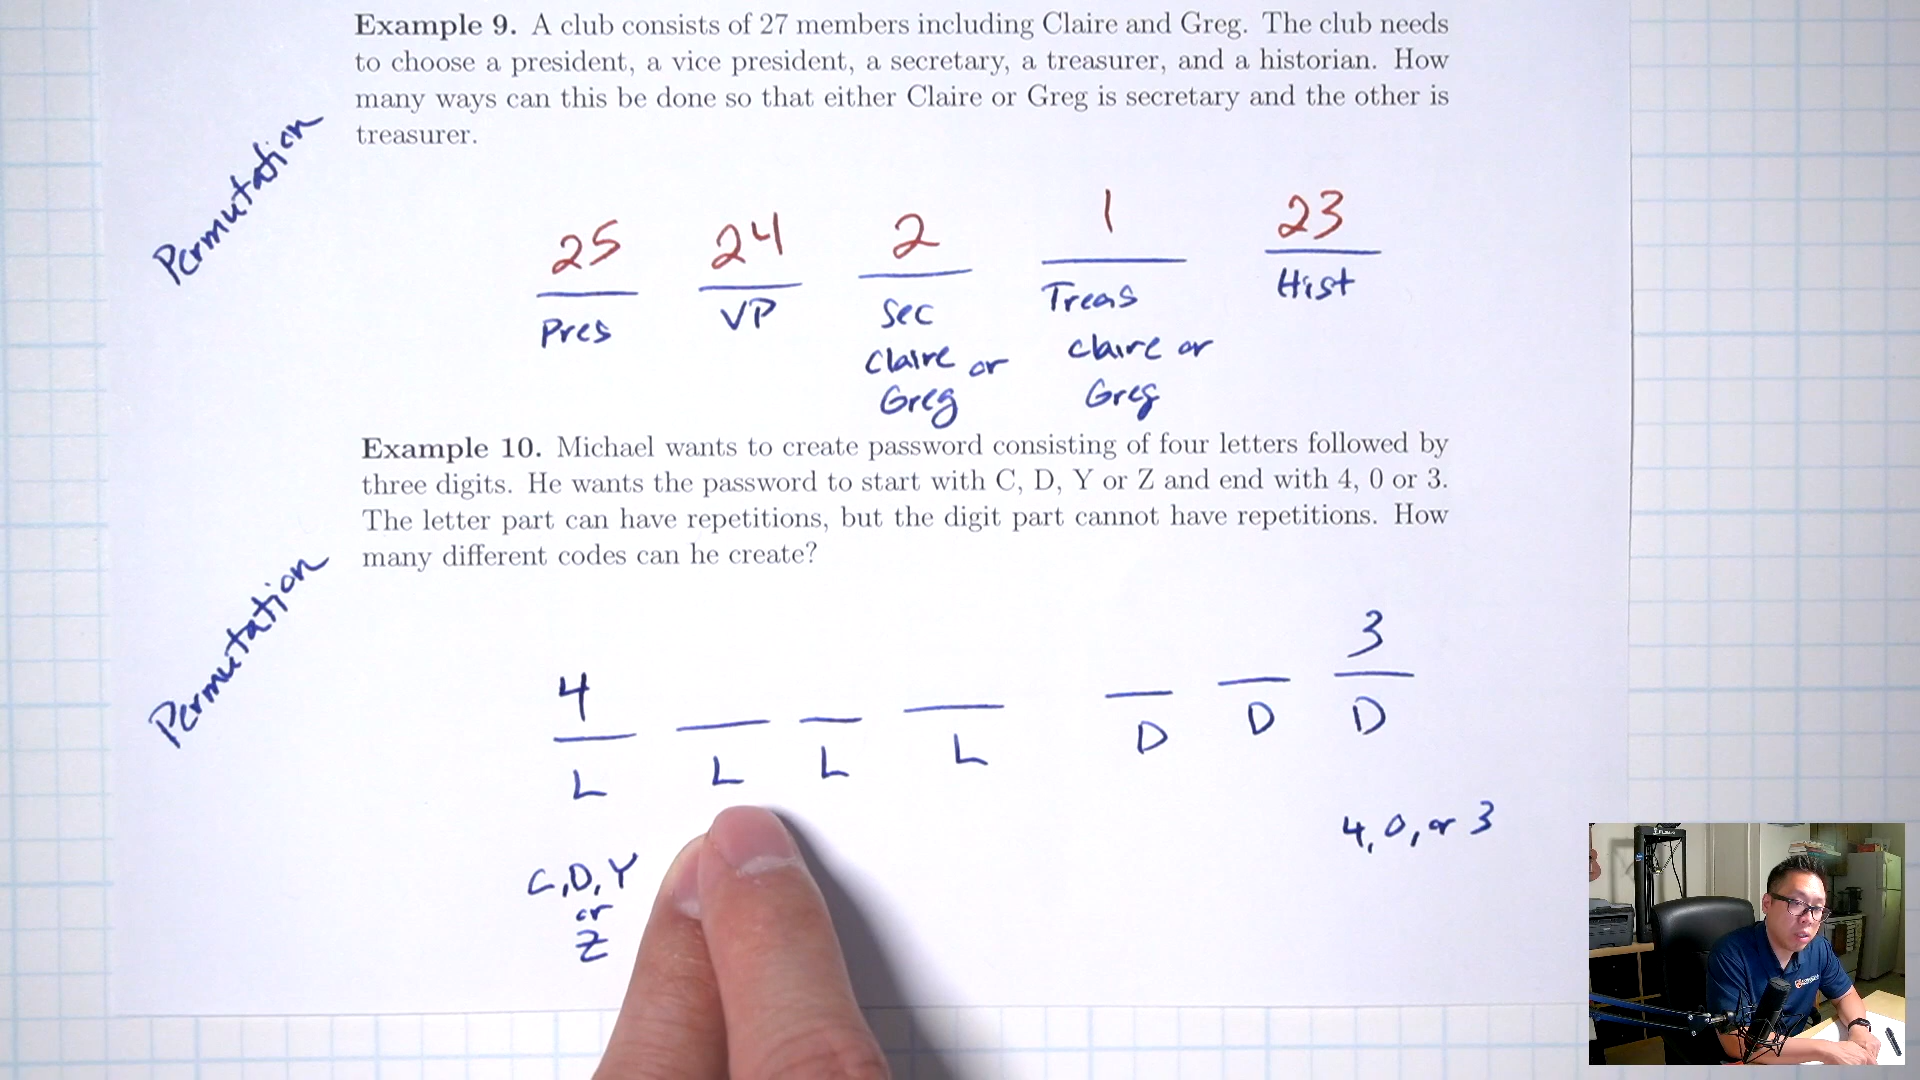 Example 9. A club consists of 27 members including Claire and Greg. The club needs
to choose a president, a vice president, a secretary, a treasurer, and a historian. How
many ways can this be done so that either Claire or Greg is secretary and the other is
treasurer.
Permutation
25 24 2 1 23
Pres VP Sec Treas Hist
Claire or Claire or
Greg Greg
Example 10. Michael wants to create password consisting of four letters followed by
three digits. He wants the password to start with C, D, Y or Z and end with 4, 0 or 3.
The letter part can have repetitions, but the digit part cannot have repetitions. How
many different codes can he create?
Permutation
4 3
L L L L D D D
C, D, Y
or
Z
4, 0, or 3